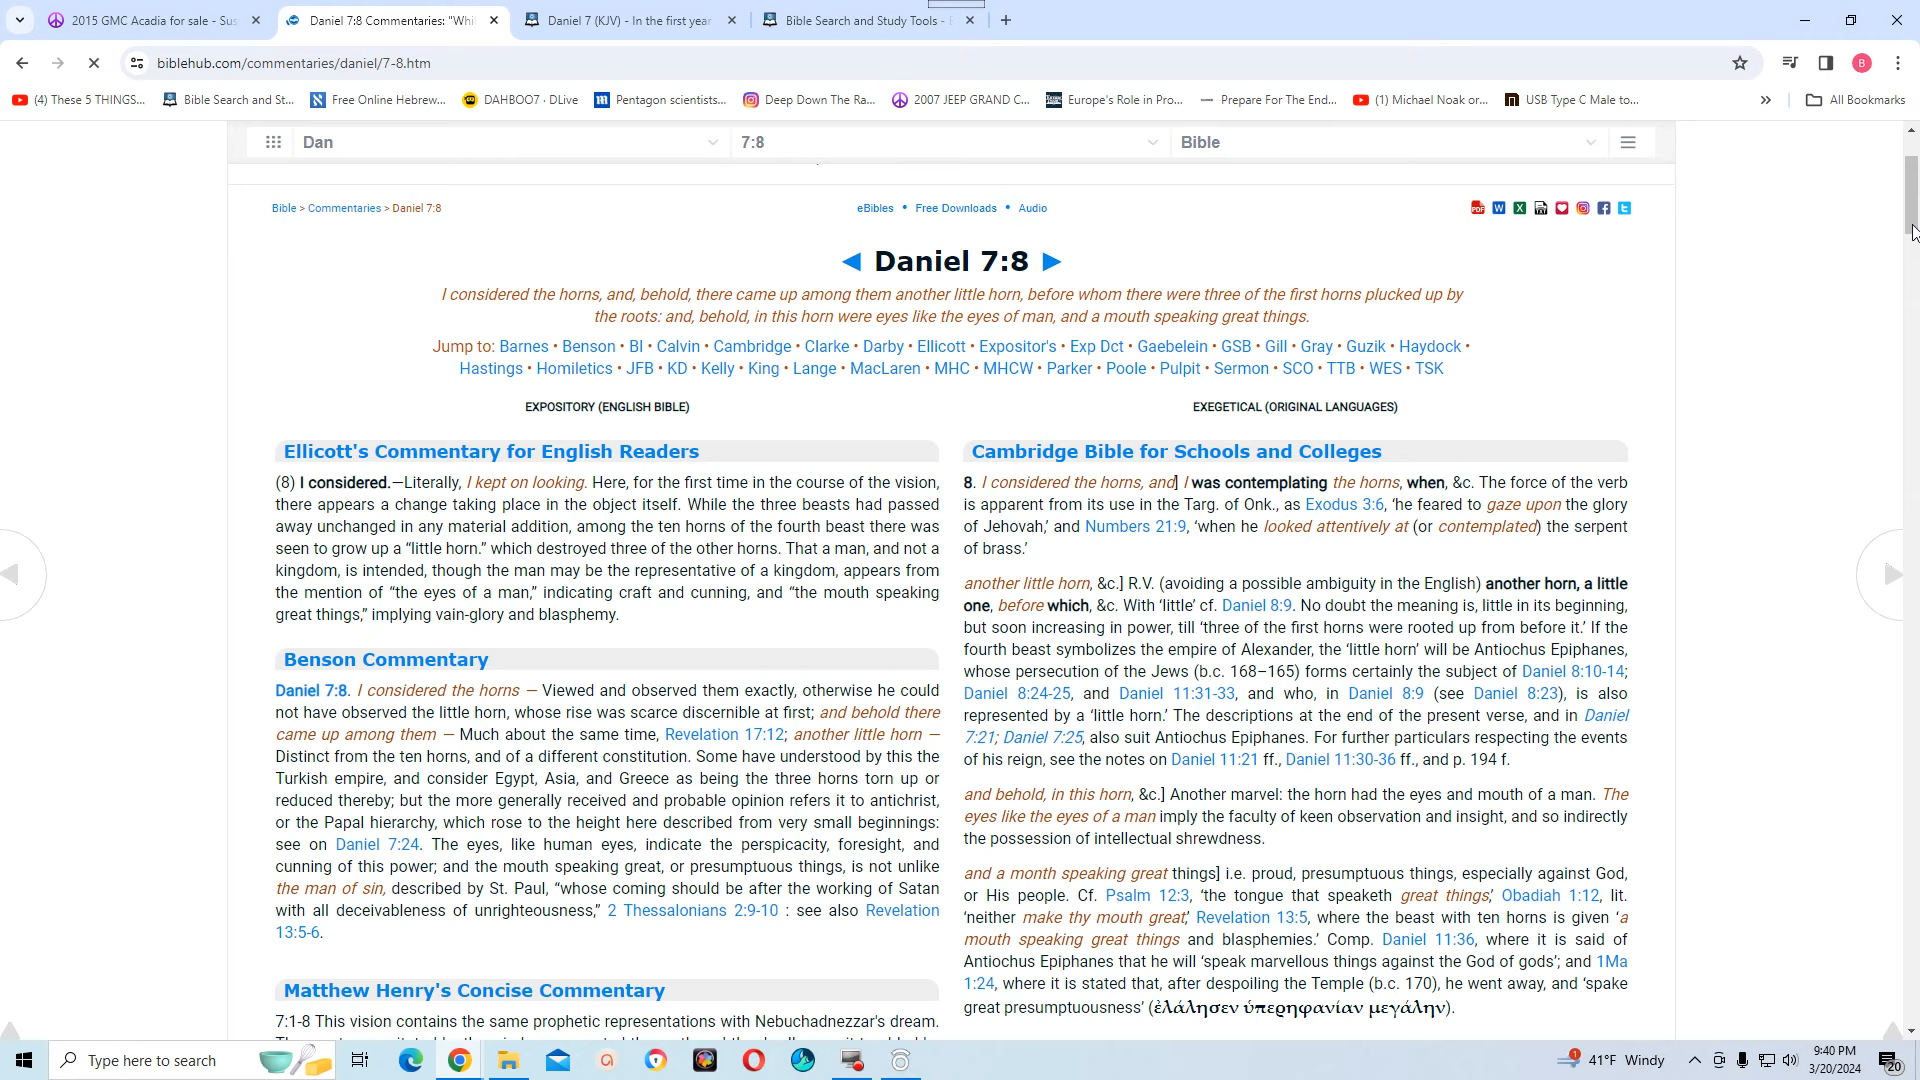 2015 GMC Acadia for sale - Sus
Daniel 7:8 Commentaries: "Whil
Daniel 7 (KJV) - In the first year
Bible Search and Study Tools -
biblehub.com/commentaries/daniel/7-8.htm
B
(4) These 5 THINGS...
Bible Search and St...
Free Online Hebrew...
DAHBOO7 · DLive
Pentagon scientists...
Deep Down The Ra...
2007 JEEP GRAND C...
Europe's Role in Pro...
Prepare For The End...
(1) Michael Noak or...
USB Type C Male to...
»
All Bookmarks
Dan
7:8
Bible
Bible > Commentaries > Daniel 7:8
eBibles • Free Downloads • Audio
◄ Daniel 7:8 ►
I considered the horns, and, behold, there came up among them another little horn, before whom there were three of the first horns plucked up by
the roots: and, behold, in this horn were eyes like the eyes of man, and a mouth speaking great things.
Jump to: Barnes • Benson • BI • Calvin • Cambridge • Clarke • Darby • Ellicott • Expositor's • Exp Dct • Gaebelein • GSB • Gill • Gray • Guzik • Haydock •
Hastings • Homiletics • JFB • KD • Kelly • King • Lange • MacLaren • MHC • MHCW • Parker • Poole • Pulpit • Sermon • SCO • TTB • WES • TSK
EXPOSITORY (ENGLISH BIBLE)
Ellicott's Commentary for English Readers
(8) I considered.—Literally, I kept on looking. Here, for the first time in the course of the vision,
there appears a change taking place in the object itself. While the three beasts had passed
away unchanged in any material addition, among the ten horns of the fourth beast there was
seen to grow up a “little horn.” which destroyed three of the other horns. That a man, and not a
kingdom, is intended, though the man may be the representative of a kingdom, appears from
the mention of “the eyes of a man,” indicating craft and cunning, and “the mouth speaking
great things,” implying vain-glory and blasphemy.
Benson Commentary
Daniel 7:8. I considered the horns — Viewed and observed them exactly, otherwise he could
not have observed the little horn, whose rise was scarce discernible at first; and behold there
came up among them — Much about the same time, Revelation 17:12; another little horn —
Distinct from the ten horns, and of a different constitution. Some have understood by this the
Turkish empire, and consider Egypt, Asia, and Greece as being the three horns torn up or
reduced thereby; but the more generally received and probable opinion refers it to antichrist,
or the Papal hierarchy, which rose to the height here described from very small beginnings:
see on Daniel 7:24. The eyes, like human eyes, indicate the perspicacity, foresight, and
cunning of this power; and the mouth speaking great, or presumptuous things, is not unlike
the man of sin, described by St. Paul, “whose coming should be after the working of Satan
with all deceivableness of unrighteousness,” 2 Thessalonians 2:9-10 : see also Revelation
13:5-6.
Matthew Henry's Concise Commentary
7:1-8 This vision contains the same prophetic representations with Nebuchadnezzar's dream.
EXEGETICAL (ORIGINAL LANGUAGES)
Cambridge Bible for Schools and Colleges
8. I considered the horns, and] I was contemplating the horns, when, &c. The force of the verb
is apparent from its use in the Targ. of Onk., as Exodus 3:6, ‘he feared to gaze upon the glory
of Jehovah,’ and Numbers 21:9, ‘when he looked attentively at (or contemplated) the serpent
of brass.’
another little horn, &c.] R.V. (avoiding a possible ambiguity in the English) another horn, a little
one, before which, &c. With ‘little’ cf. Daniel 8:9. No doubt the meaning is, little in its beginning,
but soon increasing in power, till ‘three of the first horns were rooted up from before it.’ If the
fourth beast symbolizes the empire of Alexander, the ‘little horn’ will be Antiochus Epiphanes,
whose persecution of the Jews (b.c. 168–165) forms certainly the subject of Daniel 8:10-14;
Daniel 8:24-25, and Daniel 11:31-33, and who, in Daniel 8:9 (see Daniel 8:23), is also
represented by a ‘little horn.’ The descriptions at the end of the present verse, and in Daniel
7:21; Daniel 7:25, also suit Antiochus Epiphanes. For further particulars respecting the events
of his reign, see the notes on Daniel 11:21 ff., Daniel 11:30-36 ff., and p. 194 f.
and behold, in this horn, &c.] Another marvel: the horn had the eyes and mouth of a man. The
eyes like the eyes of a man imply the faculty of keen observation and insight, and so indirectly
the possession of intellectual shrewdness.
and a month speaking great things] i.e. proud, presumptuous things, especially against God,
or His people. Cf. Psalm 12:3, ‘the tongue that speaketh great things;’ Obadiah 1:12, lit.
‘neither make thy mouth great;’ Revelation 13:5, where the beast with ten horns is given ‘a
mouth speaking great things and blasphemies.’ Comp. Daniel 11:36, where it is said of
Antiochus Epiphanes that he will ‘speak marvellous things against the God of gods’; and 1Ma
1:24, where it is stated that, after despoiling the Temple (b.c. 170), he went away, and ‘spake
great presumptuousness’ (ἐλάλησεν ὑπερηφανίαν μεγάλην).
Type here to search
1
41°F Windy
9:40 PM
3/20/2024
20